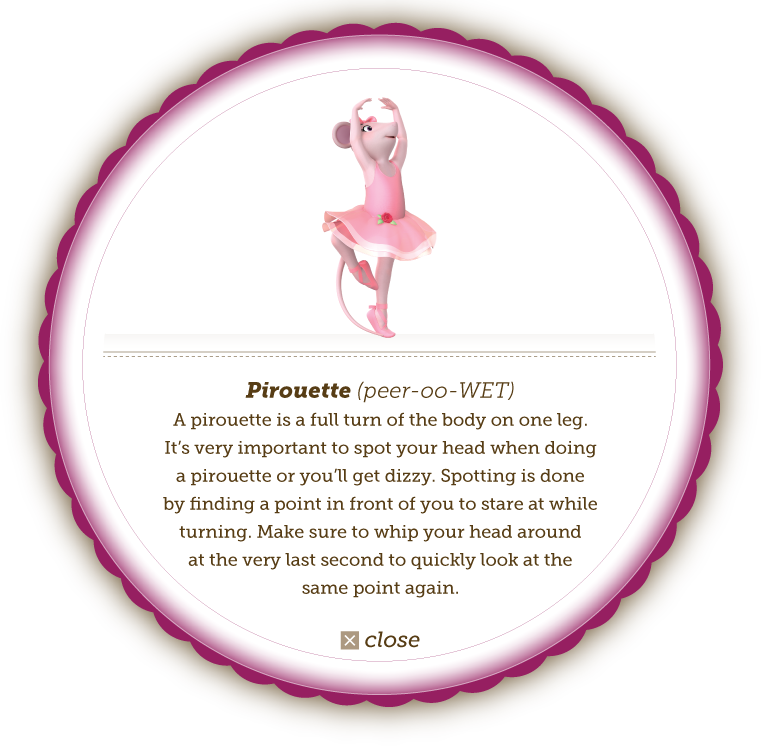 Pirouette (peer-oo-WET)
A pirouette is a full turn of the body on one leg.
It’s very important to spot your head when doing
a pirouette or you’ll get dizzy. Spotting is done
by finding a point in front of you to stare at while
turning. Make sure to whip your head around
at the very last second to quickly look at the
same point again.
close